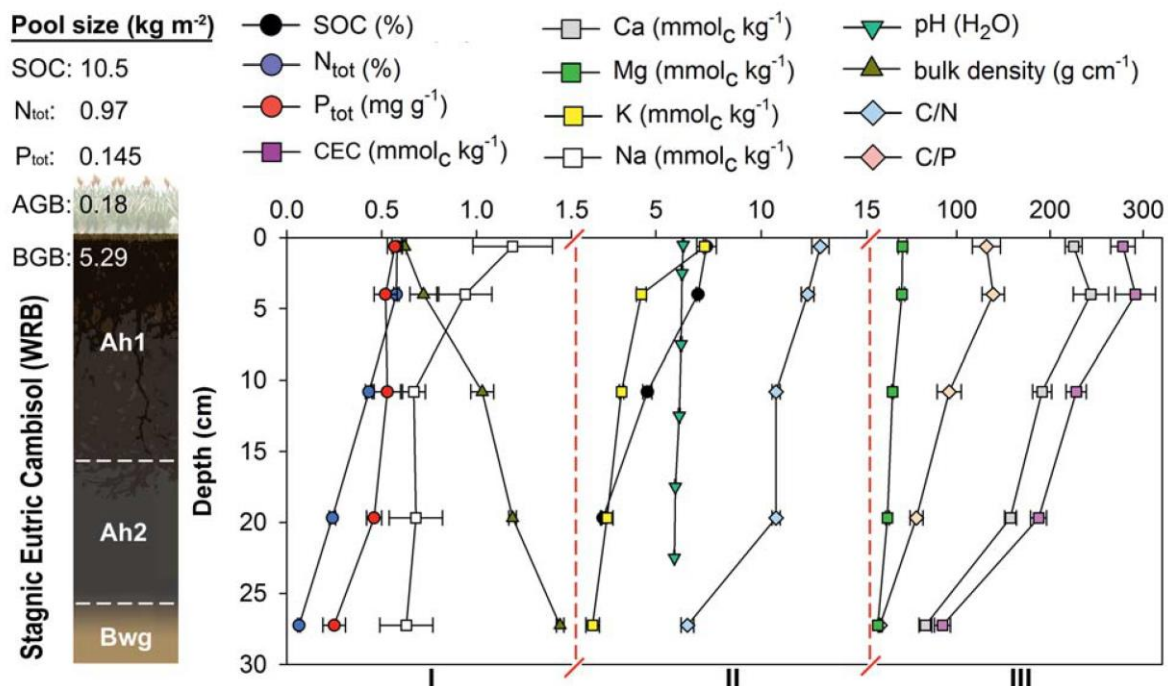 Pool size (kg m-2)
SOC: 10.5
Ntot: 0.97
Ptot: 0.145
AGB: 0.18
BGB: 5.29
SOC (%)
Ntot (%)
Ptot (mg g-1)
CEC (mmolC kg-1)
Ca (mmolC kg-1)
Mg (mmolC kg-1)
K (mmolC kg-1)
Na (mmolC kg-1)
pH (H2O)
bulk density (g cm-1)
C/N
C/P
0.0 0.5 1.0 1.5 5 10 15 100 200 300
Stagnic Eutric Cambisol (WRB)
Ah1
Ah2
Bwg
Depth (cm)
0
5
10
15
20
25
30
I II III